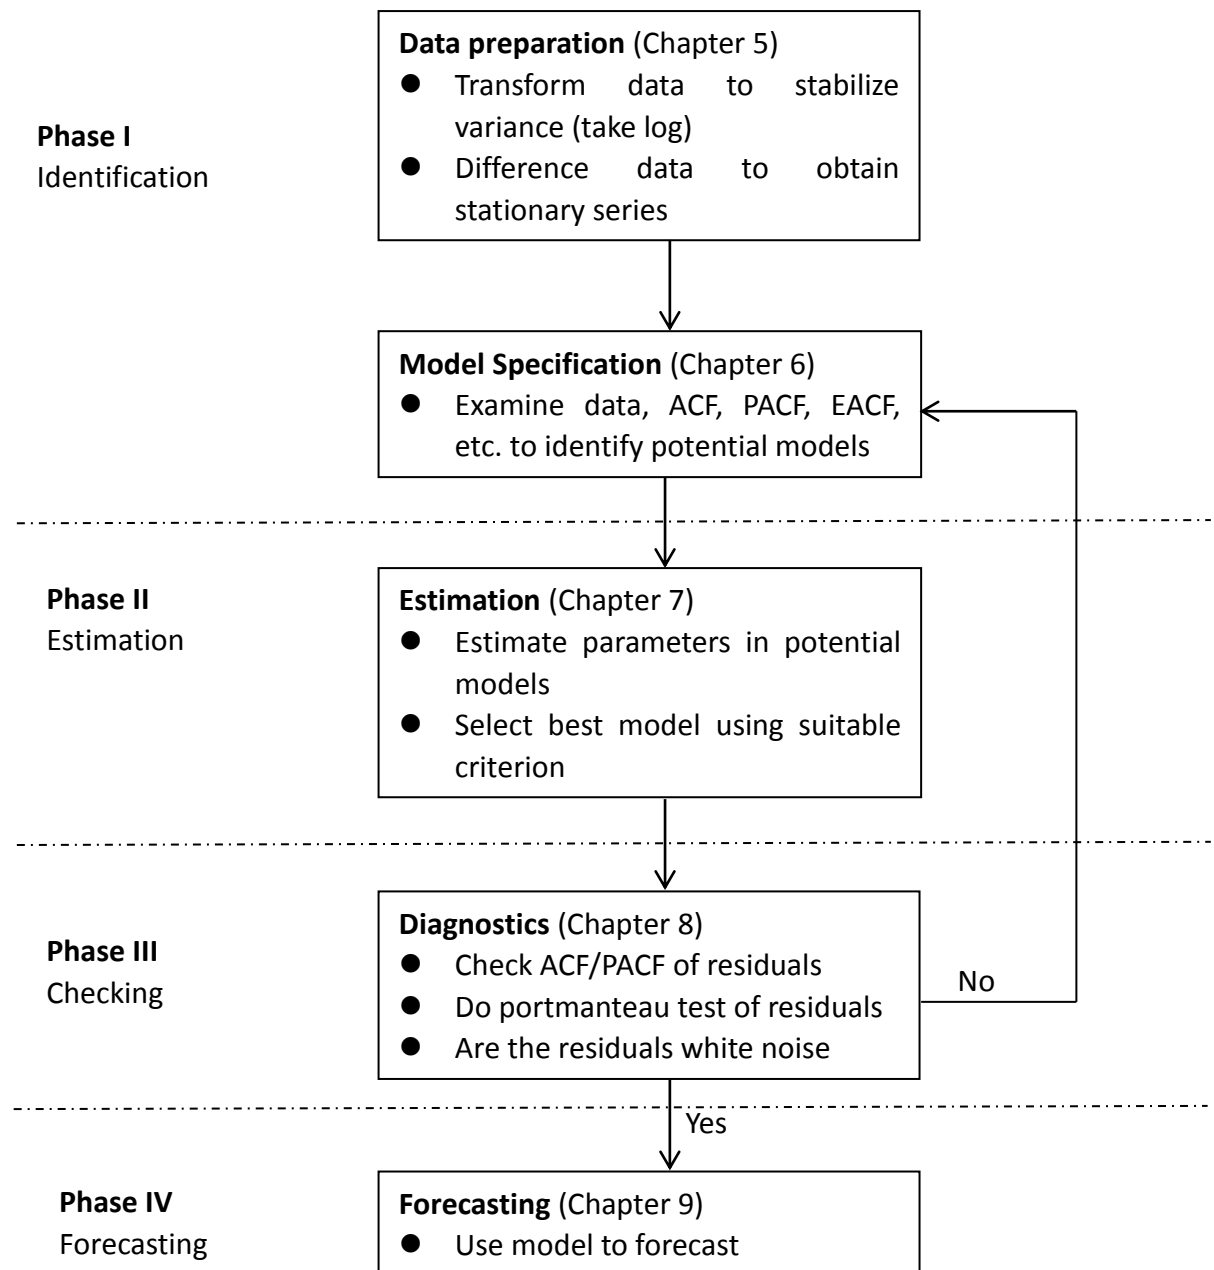 Phase I
Identification
Data preparation (Chapter 5)
● Transform data to stabilize
variance (take log)
● Difference data to obtain
stationary series
Model Specification (Chapter 6)
● Examine data, ACF, PACF, EACF,
etc. to identify potential models
Phase II
Estimation
Estimation (Chapter 7)
● Estimate parameters in potential
models
● Select best model using suitable
criterion
Phase III
Checking
Diagnostics (Chapter 8)
● Check ACF/PACF of residuals
● Do portmanteau test of residuals
● Are the residuals white noise
No
Yes
Phase IV
Forecasting
Forecasting (Chapter 9)
● Use model to forecast